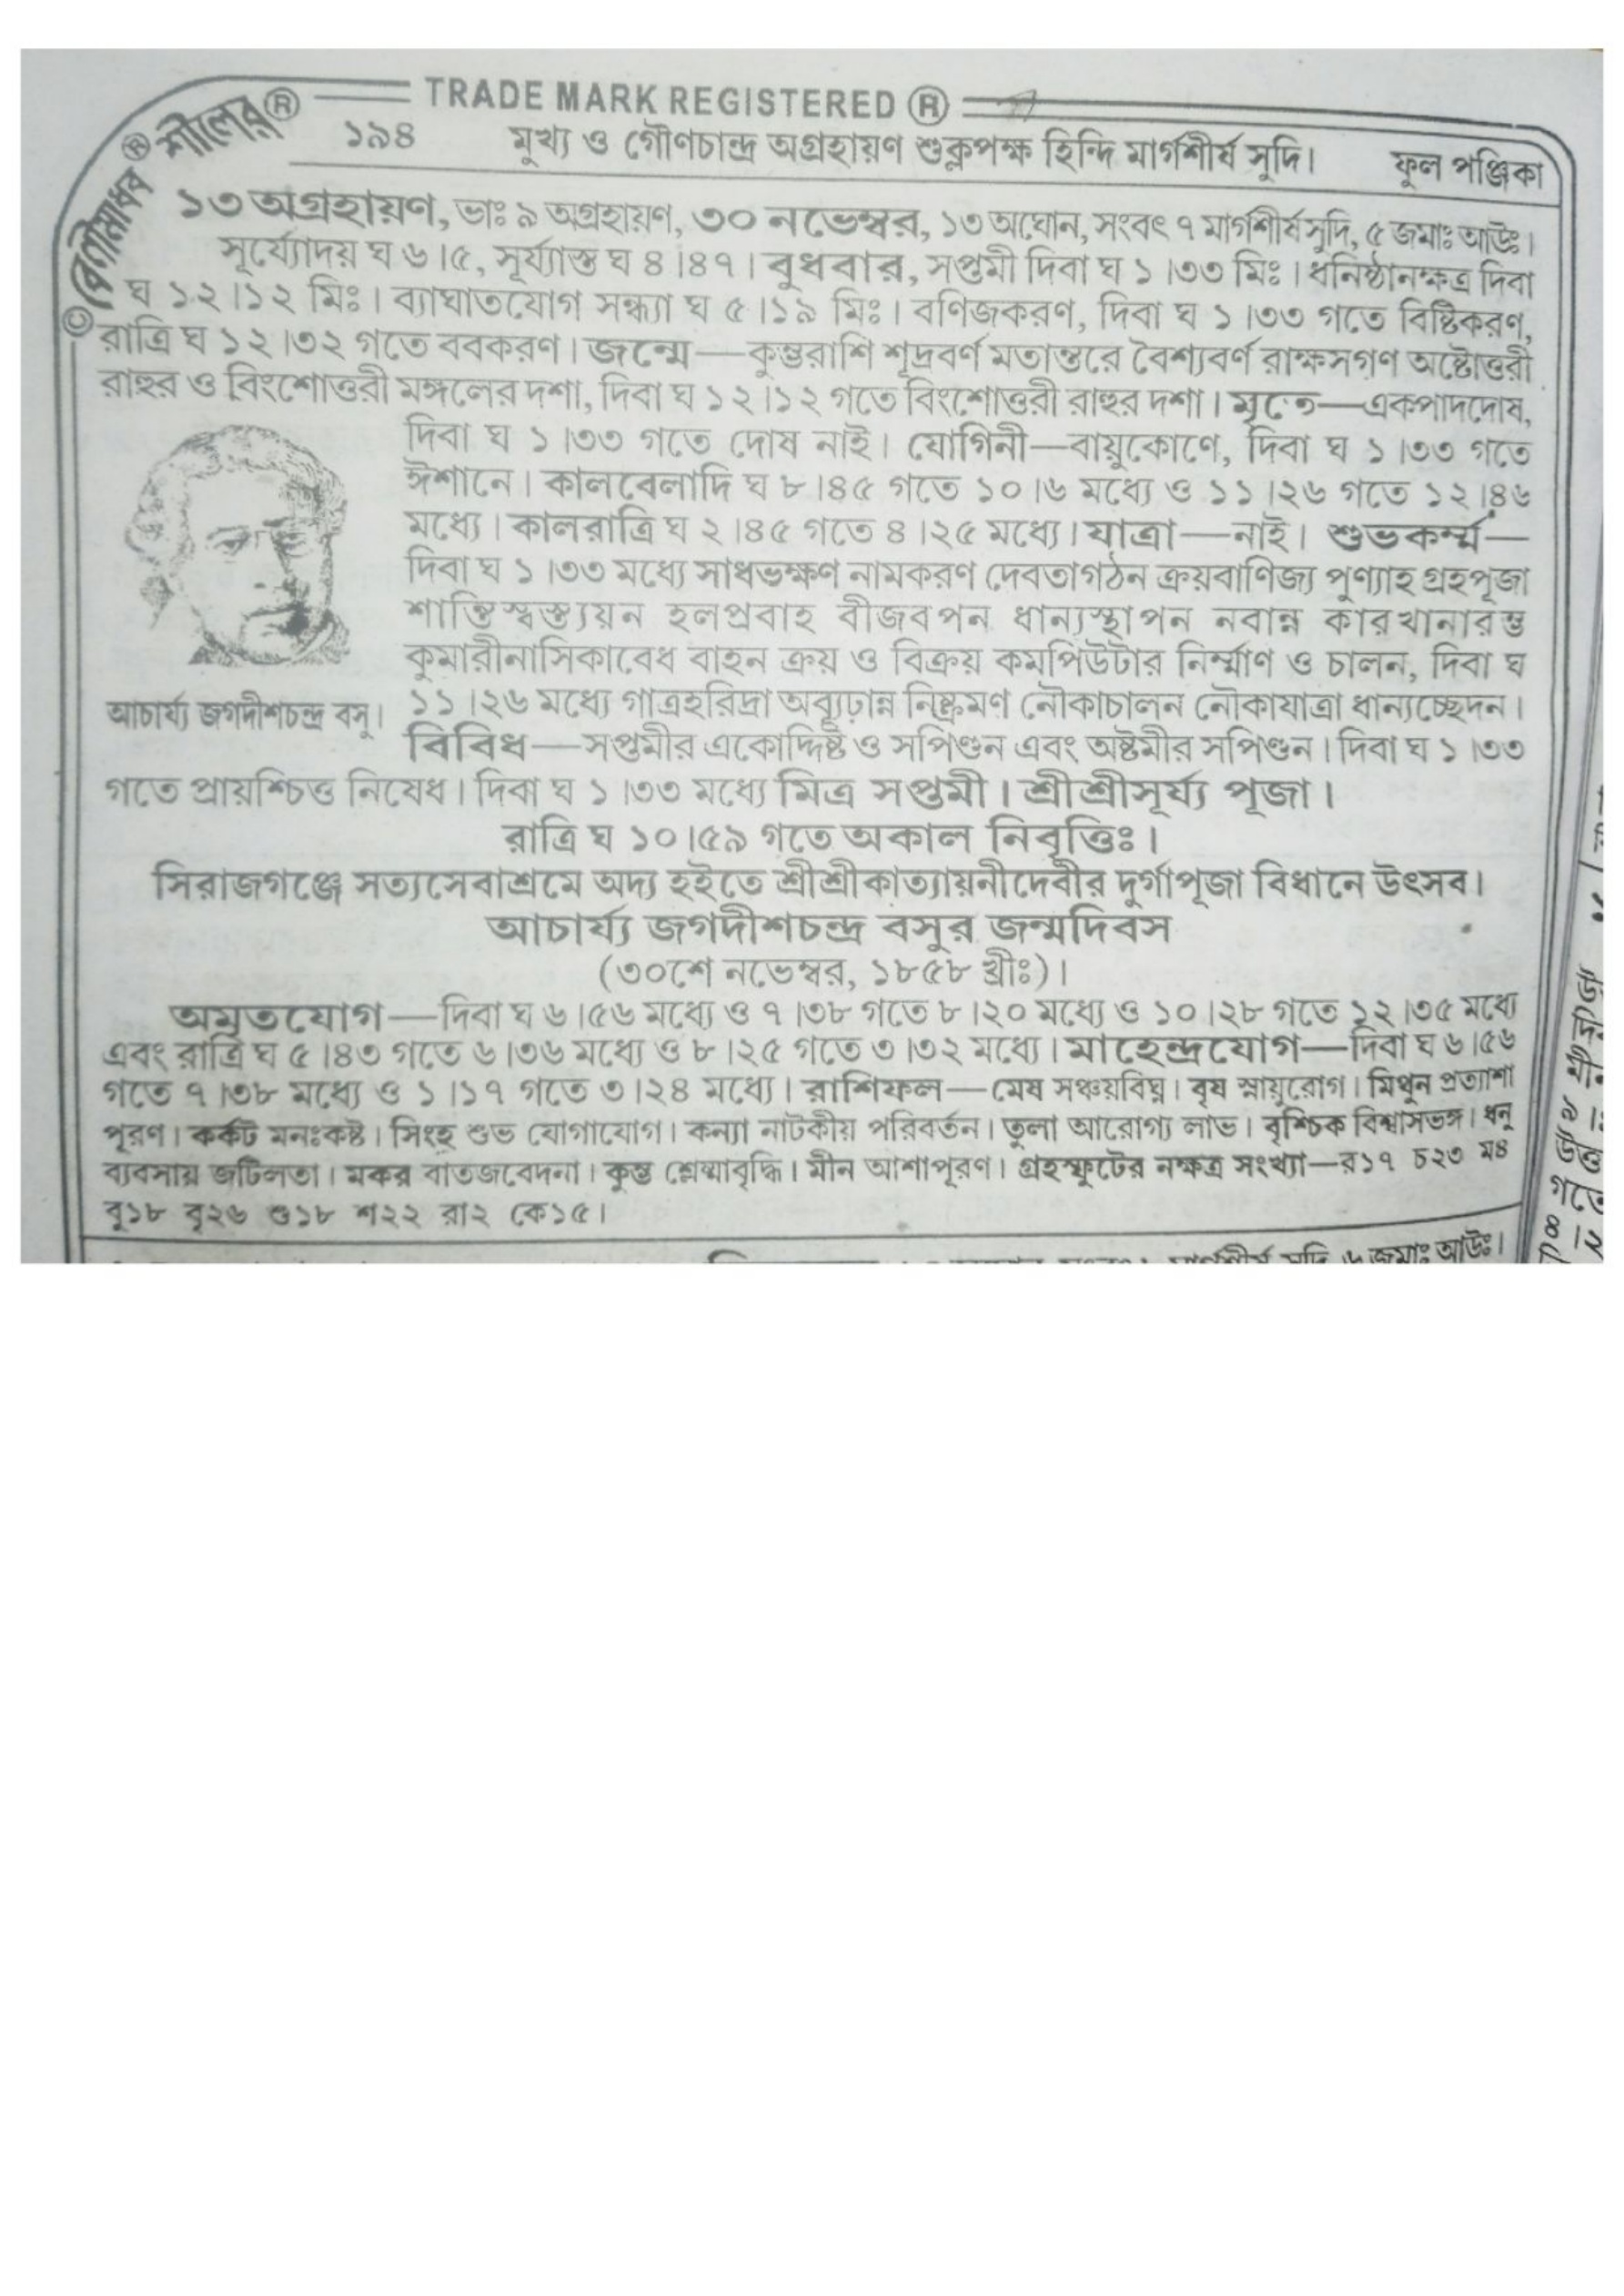 TRADE MARK REGISTERED ®
© বেণীমাধব ® শীলের ®
১৯৪ মুখ্য ও গৌণচান্দ্র অগ্রহায়ণ শুক্লপক্ষ হিন্দি মার্গশীর্ষ সুদি। ফুল পঞ্জিকা
১৩ অগ্রহায়ণ, ভাঃ ৯ অগ্রহায়ণ, ৩০ নভেম্বর, ১৩ অঘোন, সংবৎ ৭ মার্গশীর্ষ সুদি, ৫ জমাঃ আউঃ।
সূর্য্যোদয় ঘ ৬।৫, সূর্য্যাস্ত ঘ ৪।৪৭। বুধবার, সপ্তমী দিবা ঘ ১।৩৩ মিঃ। ধনিষ্ঠানক্ষত্র দিবা
ঘ ১২।১২ মিঃ। ব্যাঘাতযোগ সন্ধ্যা ঘ ৫।১৯ মিঃ। বণিজকরণ, দিবা ঘ ১।৩৩ গতে বিষ্টিকরণ,
রাত্রি ঘ ১২।৩২ গতে ববকরণ। জন্মে—কুম্ভরাশি শূদ্রবর্ণ মতান্তরে বৈশ্যবর্ণ রাক্ষসগণ অষ্টোত্তরী
রাহুর ও বিংশোত্তরী মঙ্গলের দশা, দিবা ঘ ১২।১২ গতে বিংশোত্তরী রাহুর দশা। মৃতে—একপাদদোষ,
দিবা ঘ ১।৩৩ গতে দোষ নাই। যোগিনী—বায়ুকোণে, দিবা ঘ ১।৩৩ গতে
ঈশানে। কালবেলাদি ঘ ৮।৪৫ গতে ১০।৬ মধ্যে ও ১১।২৬ গতে ১২।৪৬
মধ্যে। কালরাত্রি ঘ ২।৪৫ গতে ৪।২৫ মধ্যে। যাত্রা—নাই। শুভকর্ম্ম—
দিবা ঘ ১।৩৩ মধ্যে সাধভক্ষণ নামকরণ দেবতাগঠন ক্রয়বাণিজ্য পুণ্যাহ গ্রহপূজা
শান্তিস্বস্ত্যয়ন হলপ্রবাহ বীজবপন ধান্যস্থাপন নবান্ন কারখানারম্ভ
কুমারীনাসিকাবেধ বাহন ক্রয় ও বিক্রয় কমপিউটার নির্ম্মাণ ও চালন, দিবা ঘ
১১।২৬ মধ্যে গাত্রহরিদ্রা অব্যূঢ়ান্ন নিষ্ক্রমণ নৌকাচালন নৌকাযাত্রা ধান্যচ্ছেদন।
আচার্য্য জগদীশচন্দ্র বসু।
বিবিধ—সপ্তমীর একোদ্দিষ্ট ও সপিণ্ডন এবং অষ্টমীর সপিণ্ডন। দিবা ঘ ১।৩৩
গতে প্রায়শ্চিত্ত নিষেধ। দিবা ঘ ১।৩৩ মধ্যে মিত্র সপ্তমী। শ্রীশ্রীসূর্য্য পূজা।
রাত্রি ঘ ১০।৫৯ গতে অকাল নিবৃত্তিঃ।
সিরাজগঞ্জে সত্যসেবাশ্রমে অদ্য হইতে শ্রীশ্রীকাত্যায়নীদেবীর দুর্গাপূজা বিধানে উৎসব।
আচার্য্য জগদীশচন্দ্র বসুর জন্মদিবস
(৩০শে নভেম্বর, ১৮৫৮ খ্রীঃ)।
অমৃতযোগ—দিবা ঘ ৬।৫৬ মধ্যে ও ৭।৩৮ গতে ৮।২০ মধ্যে ও ১০।২৮ গতে ১২।৩৫ মধ্যে
এবং রাত্রি ঘ ৫।৪৩ গতে ৬।৩৬ মধ্যে ও ৮।২৫ গতে ৩।৩২ মধ্যে। মাহেন্দ্রযোগ—দিবা ঘ ৬।৫৬
গতে ৭।৩৮ মধ্যে ও ১।১৭ গতে ৩।২৪ মধ্যে। রাশিফল—মেষ সঞ্চয়বিঘ্ন। বৃষ স্নায়ুরোগ। মিথুন প্রত্যাশা
পূরণ। কর্কট মনঃকষ্ট। সিংহ শুভ যোগাযোগ। কন্যা নাটকীয় পরিবর্তন। তুলা আরোগ্য লাভ। বৃশ্চিক বিশ্বাসভঙ্গ। ধনু
ব্যবসায় জটিলতা। মকর বাতজবেদনা। কুম্ভ শ্লেষ্মাবৃদ্ধি। মীন আশাপূরণ। গ্রহস্ফুটের নক্ষত্র সংখ্যা—র১৭ চ২৩ ম৪
বু১৮ বৃ২৬ শু১৮ শ২২ রা২ কে১৫।
মার্গশীর্ষ সুদি ৬ জমাঃ আউঃ।